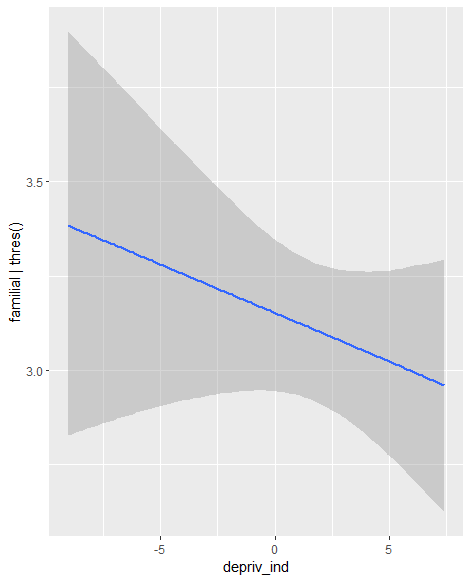 familial | thres()
3.5
3.0
-5
0
5
depriv_ind